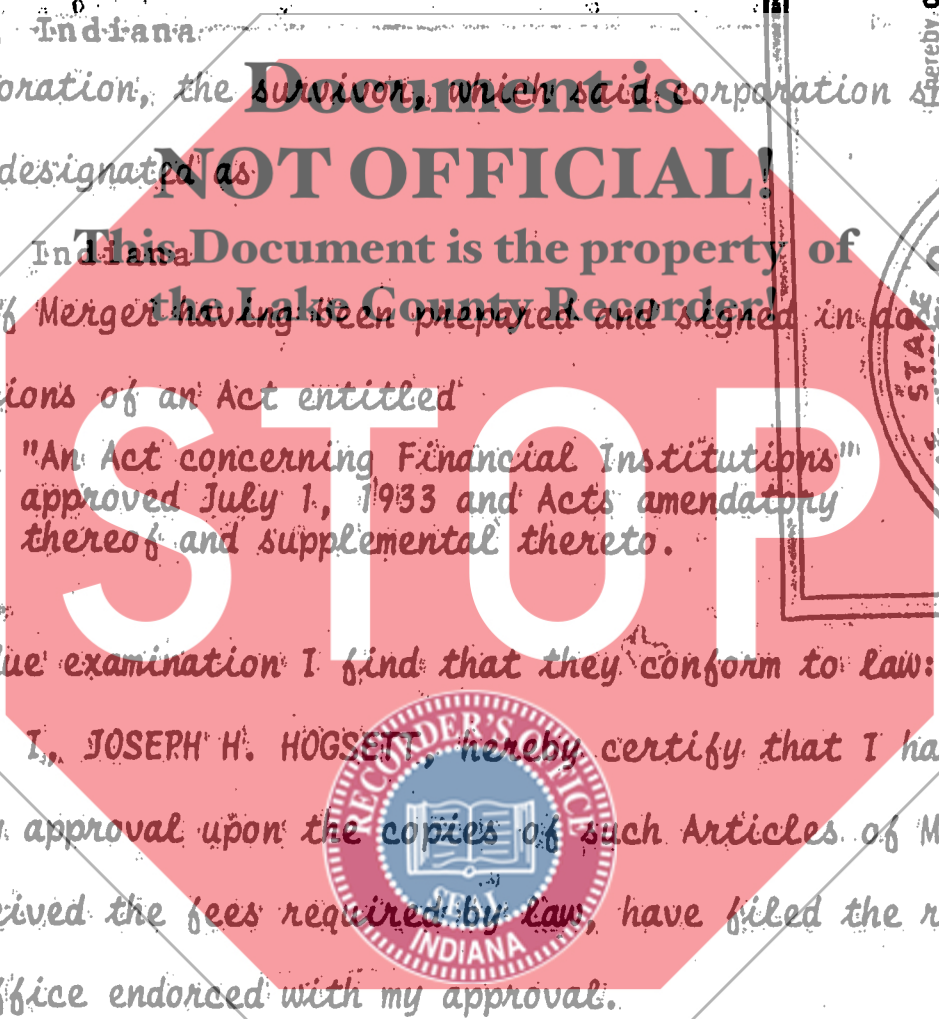 Indiana
oration, the survivor, which said corporation s
Document is
designated as
NOT OFFICIAL!
Indiana
This Document is the property of
the Lake County Recorder!
f Merger having been prepared and signed in
ions of an Act entitled
STOP
"An Act concerning Financial Institutions"
approved July 1, 1933 and Acts amendatory
thereof and supplemental thereto.
ue examination I find that they conform to law:
I, JOSEPH H. HOGSETT, hereby certify that I ha
approval upon the copies of such Articles of M
eived the fees required by law, have filed the r
ffice endorced with my approval.
RECORDER'S OFFICE
SEAL
INDIANA
STATE
hereby